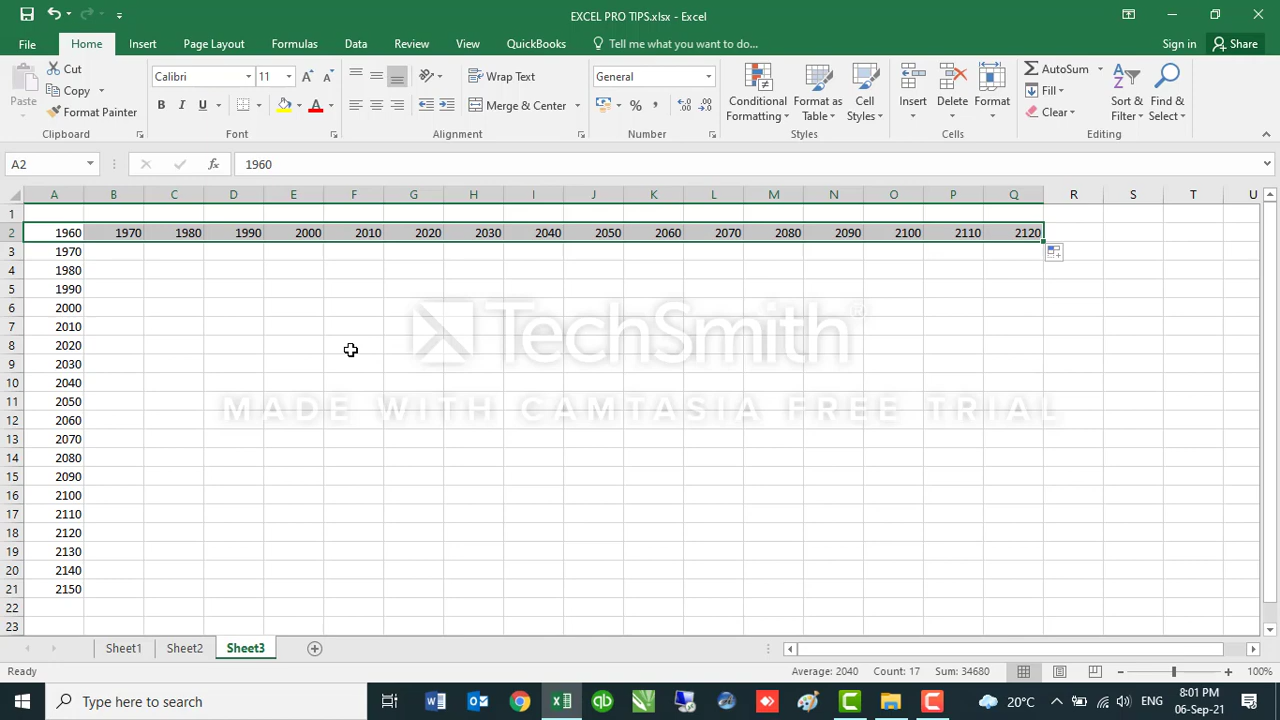 EXCEL PRO TIPS.xlsx - Excel
File Home Insert Page Layout Formulas Data Review View QuickBooks Tell me what you want to do... Sign in Share
Paste
Cut
Copy
Format Painter
Clipboard
Calibri 11
B I U
Font
Wrap Text
Merge & Center
Alignment
General
Number
Conditional Formatting
Format as Table
Cell Styles
Styles
Insert
Delete
Format
Cells
AutoSum
Fill
Clear
Sort & Filter
Find & Select
Editing
A2 fx 1960
A B C D E F G H I J K L M N O P Q R S T U
1
2 1960 1970 1980 1990 2000 2010 2020 2030 2040 2050 2060 2070 2080 2090 2100 2110 2120
3 1970
4 1980
5 1990
6 2000
7 2010
8 2020
9 2030
10 2040
11 2050
12 2060
13 2070
14 2080
15 2090
16 2100
17 2110
18 2120
19 2130
20 2140
21 2150
22
23
TechSmith®
MADE WITH CAMTASIA FREE TRIAL
Sheet1 Sheet2 Sheet3
Ready Average: 2040 Count: 17 Sum: 34680 100%
Type here to search
20°C ENG 8:01 PM
06-Sep-21